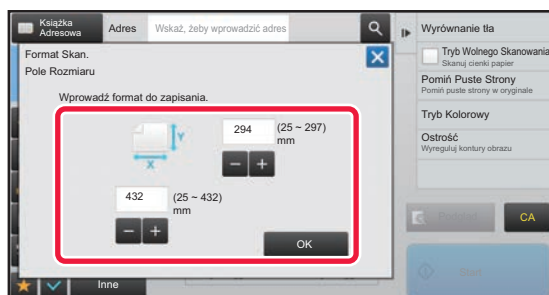 Książka
Adresowa
Adres
Wskaż, żeby wprowadzić adres
Format Skan.
Pole Rozmiaru
Wprowadź format do zapisania.
Y
X
294
(25 ~ 297)
mm
432
(25 ~ 432)
mm
OK
Inne
Wyrównanie tła
Tryb Wolnego Skanowania
Skanuj cienki papier
Pomiń Puste Strony
Pomiń puste strony w oryginale
Tryb Kolorowy
Ostrość
Wyreguluj kontury obrazu
CA
Start